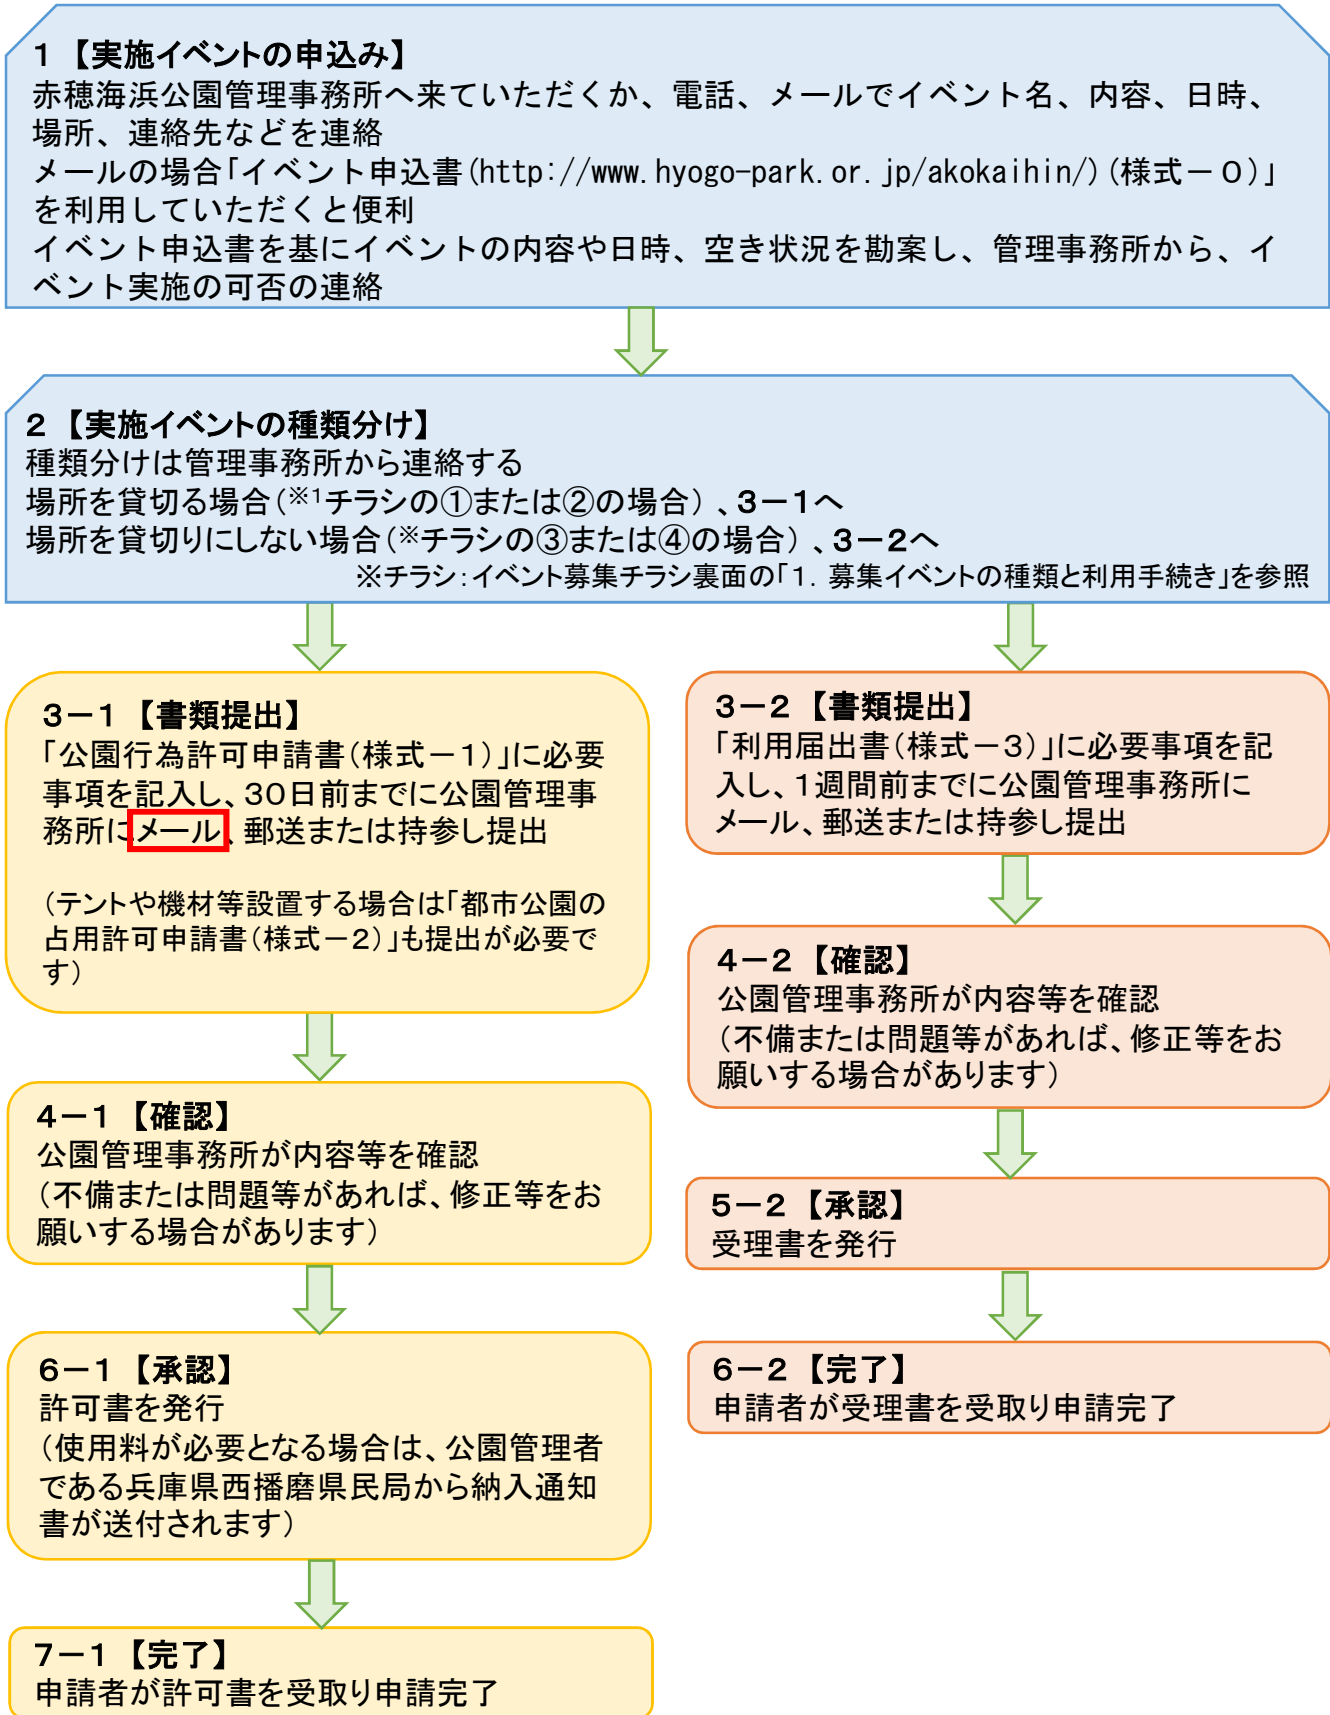 1 【実施イベントの申込み】
赤穂海浜公園管理事務所へ来ていただくか、電話、メールでイベント名、内容、日時、
場所、連絡先などを連絡
メールの場合「イベント申込書(http://www.hyogo-park.or.jp/akokaihin/)(様式－０)」
を利用していただくと便利
イベント申込書を基にイベントの内容や日時、空き状況を勘案し、管理事務所から、イ
ベント実施の可否の連絡
２ 【実施イベントの種類分け】
種類分けは管理事務所から連絡する
場所を貸切る場合(※1チラシの①または②の場合) 、３－１へ
場所を貸切りにしない場合(※チラシの③または④の場合) 、３－２へ
※チラシ：イベント募集チラシ裏面の「１．募集イベントの種類と利用手続き」を参照
３－１ 【書類提出】
「公園行為許可申請書(様式－１)」に必要
事項を記入し、３０日前までに公園管理事
務所にメール、郵送または持参し提出
(テントや機材等設置する場合は「都市公園の
占用許可申請書(様式－２)」も提出が必要で
す)
４－１ 【確認】
公園管理事務所が内容等を確認
(不備または問題等があれば、修正等をお
願いする場合があります)
６－１ 【承認】
許可書を発行
(使用料が必要となる場合は、公園管理者
である兵庫県西播磨県民局から納入通知
書が送付されます)
７－１ 【完了】
申請者が許可書を受取り申請完了
３－２ 【書類提出】
「利用届出書(様式－３)」に必要事項を記
入し、１週間前までに公園管理事務所に
メール、郵送または持参し提出
４－２ 【確認】
公園管理事務所が内容等を確認
(不備または問題等があれば、修正等をお
願いする場合があります)
５－２ 【承認】
受理書を発行
６－２ 【完了】
申請者が受理書を受取り申請完了